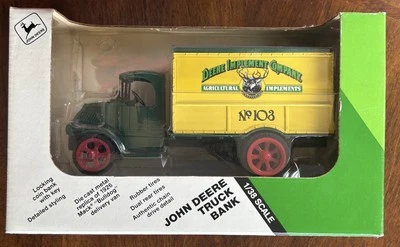 JOHN DEERE
DEERE IMPLEMENT COMPANY
AGRICULTURAL IMPLEMENTS
No 103
Locking
coin bank
with key
Detailed styling
Die cast metal
replica of 1926
Mack "Bulldog"
delivery van
Rubber tires
Dual rear tires
Authentic chain
drive detail
JOHN DEERE
TRUCK
BANK
1/38 SCALE